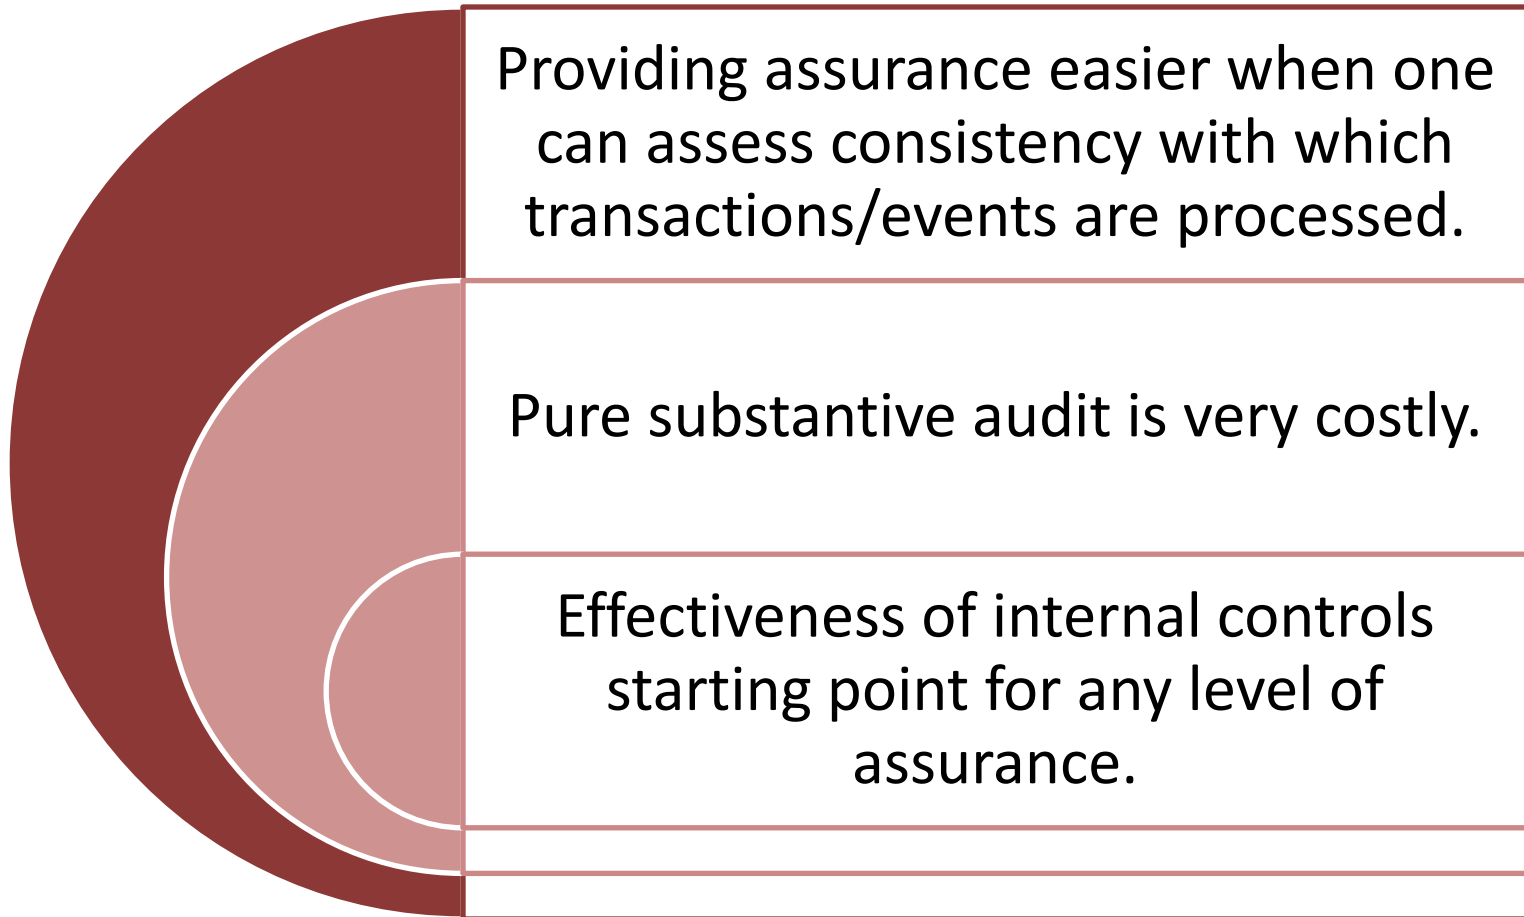 Providing assurance easier when one
can assess consistency with which
transactions/events are processed.
Pure substantive audit is very costly.
Effectiveness of internal controls
starting point for any level of
assurance.